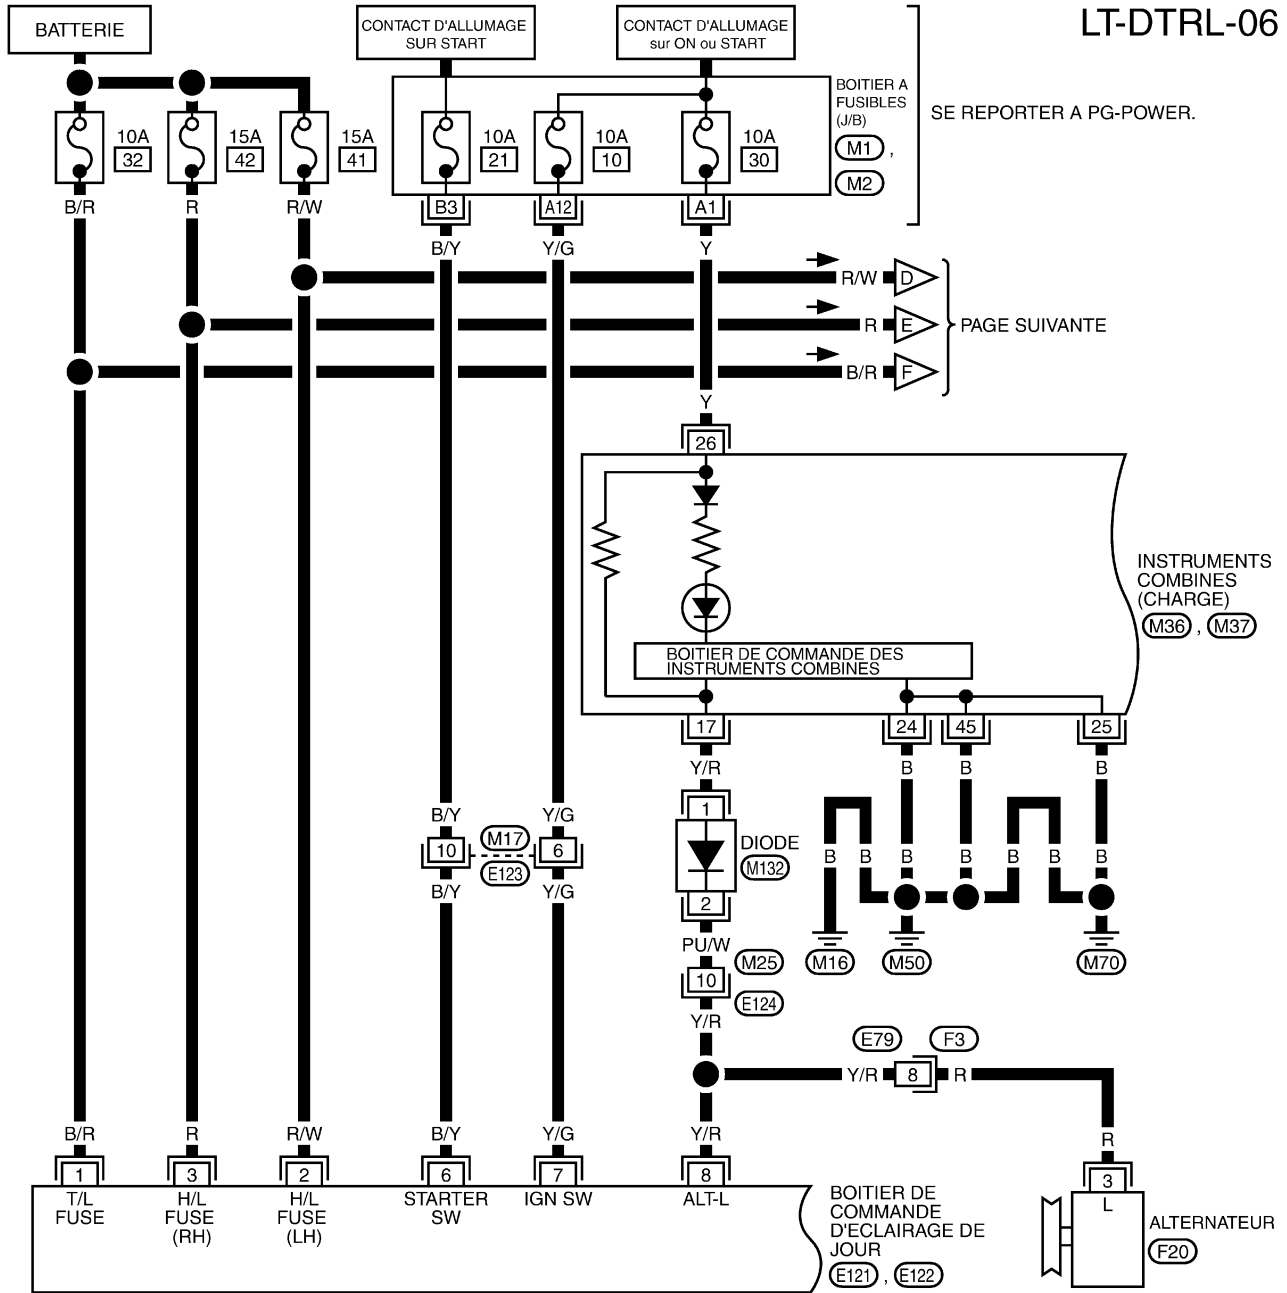 LT-DTRL-06
BATTERIE
CONTACT D'ALLUMAGE
SUR START
CONTACT D'ALLUMAGE
sur ON ou START
BOITIER A
FUSIBLES
(J/B)
M1 ,
M2
SE REPORTER A PG-POWER.
10A
32
15A
42
15A
41
10A
21
10A
10
10A
30
B/R
R
R/W
B3
A12
A1
B/Y
Y/G
Y
R/W
D
R
E
B/R
F
PAGE SUIVANTE
Y
26
INSTRUMENTS
COMBINES
(CHARGE)
M36 , M37
BOITIER DE COMMANDE DES
INSTRUMENTS COMBINES
17
24
45
25
Y/R
B
B
B
1
DIODE
M132
2
B
B
B
B
B
B
B
M16
M50
M70
B/Y
Y/G
10
M17
E123
6
B/Y
Y/G
PU/W
M25
10
E124
Y/R
E79
F3
Y/R
8
R
R
B/R
R
R/W
B/Y
Y/G
Y/R
1
3
2
6
7
8
3
T/L
FUSE
H/L
FUSE
(RH)
H/L
FUSE
(LH)
STARTER
SW
IGN SW
ALT-L
BOITIER DE
COMMANDE
D'ECLAIRAGE DE
JOUR
E121 , E122
L
ALTERNATEUR
F20